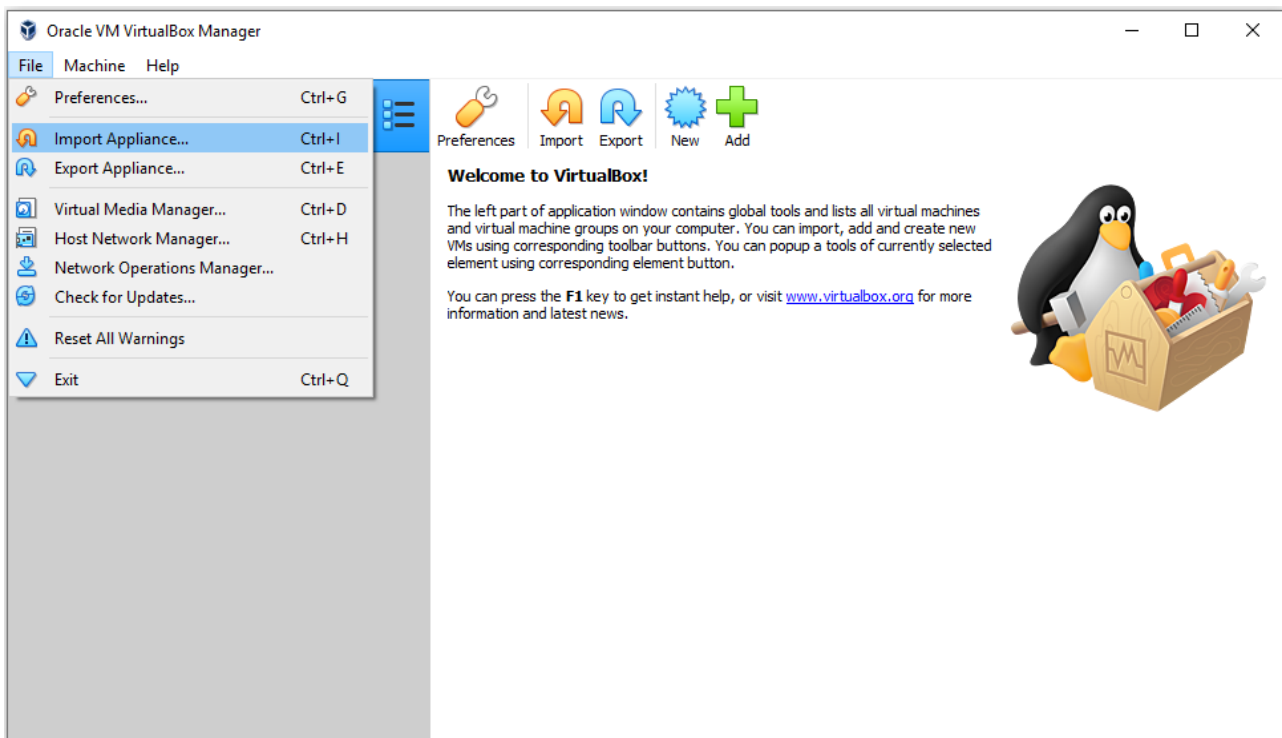 Oracle VM VirtualBox Manager
File Machine Help
Preferences... Ctrl+G
Import Appliance... Ctrl+I
Export Appliance... Ctrl+E
Virtual Media Manager... Ctrl+D
Host Network Manager... Ctrl+H
Network Operations Manager...
Check for Updates...
Reset All Warnings
Exit Ctrl+Q
Preferences Import Export New Add
Welcome to VirtualBox!
The left part of application window contains global tools and lists all virtual machines
and virtual machine groups on your computer. You can import, add and create new
VMs using corresponding toolbar buttons. You can popup a tools of currently selected
element using corresponding element button.
You can press the F1 key to get instant help, or visit www.virtualbox.org for more
information and latest news.